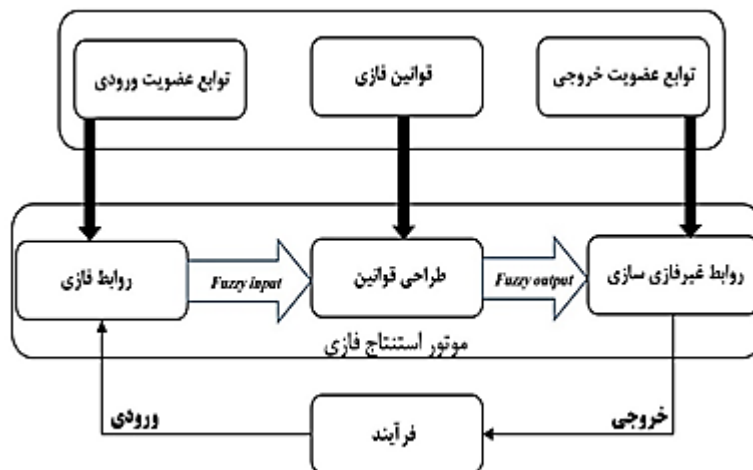 توابع عضویت ورودی
قوانین فازی
توابع عضویت خروجی
روابط فازی
Fuzzy input
طراحی قوانین
Fuzzy output
روابط غیرفازی سازی
موتور استنتاج فازی
ورودی
فرآیند
خروجی